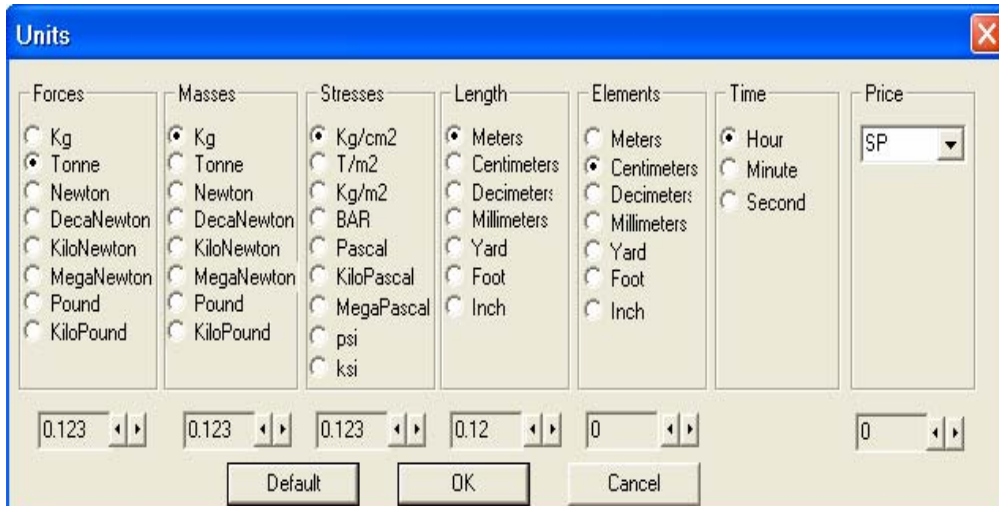 Units
Forces
Kg
Tonne
Newton
DecaNewton
KiloNewton
MegaNewton
Pound
KiloPound
0.123
Masses
Kg
Tonne
Newton
DecaNewton
KiloNewton
MegaNewton
Pound
KiloPound
0.123
Stresses
Kg/cm2
T/m2
Kg/m2
BAR
Pascal
KiloPascal
MegaPascal
psi
ksi
0.123
Length
Meters
Centimeters
Decimeters
Millimeters
Yard
Foot
Inch
0.12
Elements
Meters
Centimeters
Decimeters
Millimeters
Yard
Foot
Inch
0
Time
Hour
Minute
Second
Price
SP
0
Default
OK
Cancel